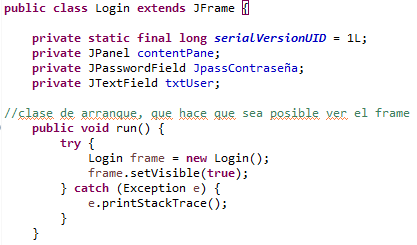 public class Login extends JFrame {
private static final long serialVersionUID = 1L;
private JPanel contentPane;
private JPasswordField JpassContraseña;
private JTextField txtUser;
//clase de arranque, que hace que sea posible ver el frame
public void run() {
try {
Login frame = new Login();
frame.setVisible(true);
} catch (Exception e) {
e.printStackTrace();
}
}